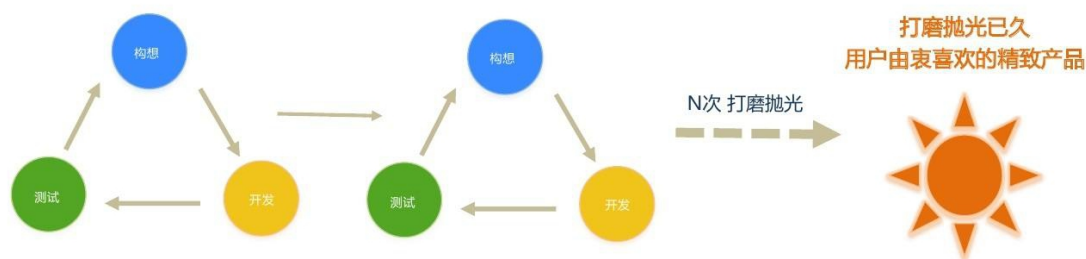 构想
测试
开发
构想
测试
开发
N次 打磨抛光
打磨抛光已久
用户由衷喜欢的精致产品